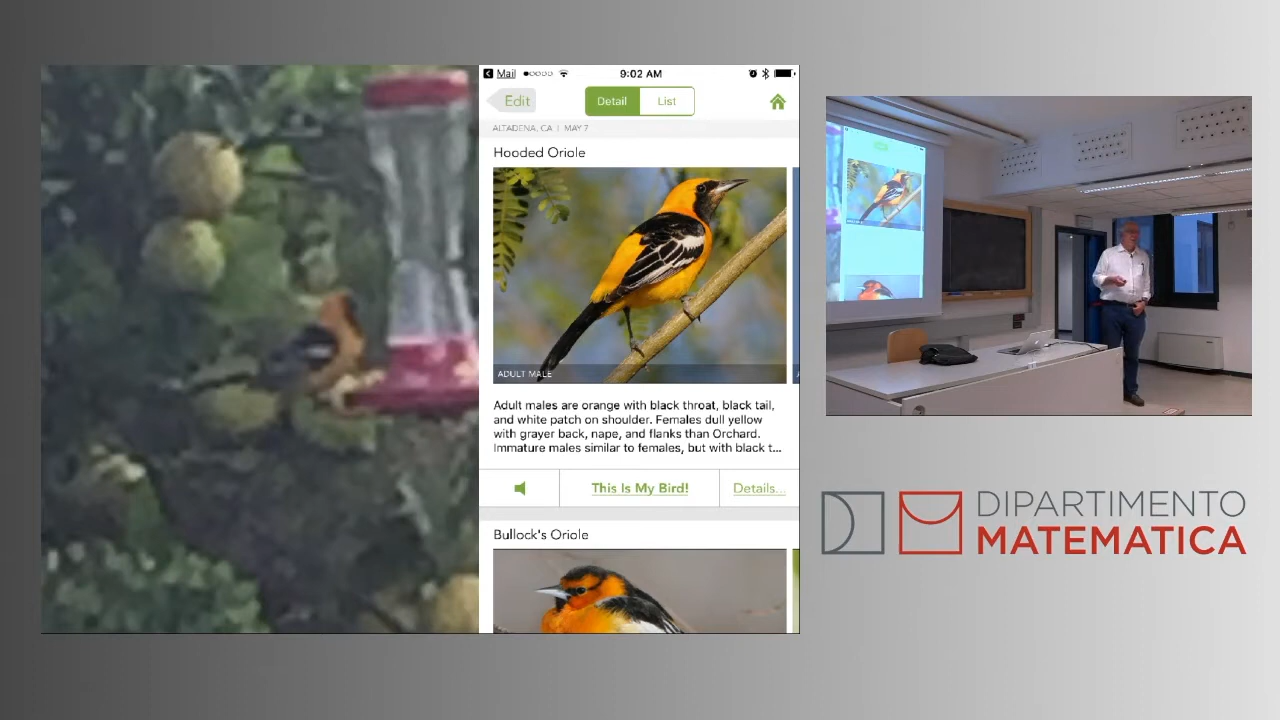 Mail
9:02 AM
Edit
Detail
List
ALTADENA, CA | MAY 7
Hooded Oriole
ADULT MALE
Adult males are orange with black throat, black tail,
and white patch on shoulder. Females dull yellow
with grayer back, nape, and flanks than Orchard.
Immature males similar to females, but with black t...
This Is My Bird!
Details...
Bullock's Oriole
DIPARTIMENTO
MATEMATICA